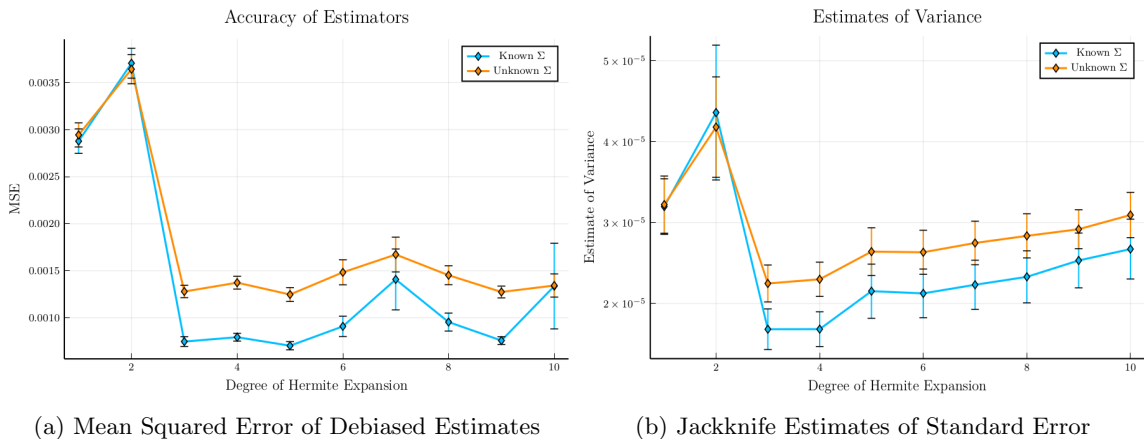 Accuracy of Estimators
Known Σ
Unknown Σ
0.0035
0.0030
0.0025
0.0020
0.0015
0.0010
MSE
2
4
6
8
10
Degree of Hermite Expansion
(a) Mean Squared Error of Debiased Estimates
Estimates of Variance
Known Σ
Unknown Σ
5 × 10⁻⁵
4 × 10⁻⁵
3 × 10⁻⁵
2 × 10⁻⁵
Estimate of Variance
2
4
6
8
10
Degree of Hermite Expansion
(b) Jackknife Estimates of Standard Error